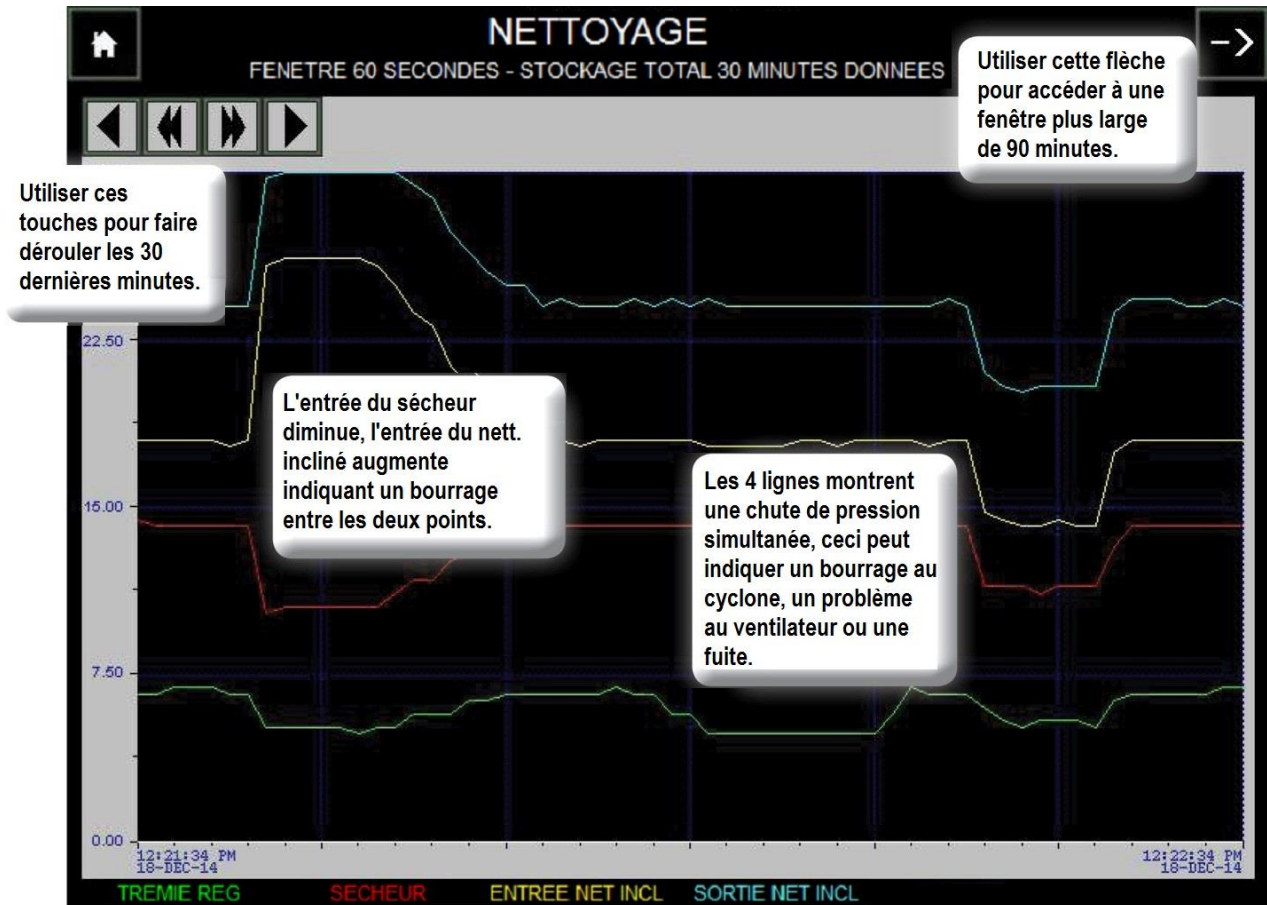 NETTOYAGE
FENETRE 60 SECONDES - STOCKAGE TOTAL 30 MINUTES DONNEES
Utiliser cette flèche
pour accéder à une
fenêtre plus large
de 90 minutes.
Utiliser ces
touches pour faire
dérouler les 30
dernières minutes.
22.50
L'entrée du sécheur
diminue, l'entrée du nett.
incliné augmente
indiquant un bourrage
entre les deux points.
Les 4 lignes montrent
une chute de pression
simultanée, ceci peut
indiquer un bourrage au
cyclone, un problème
au ventilateur ou une
fuite.
15.00
7.50
0.00
12:21:34 PM
18-DEC-14
12:22:34 PM
18-DEC-14
TREMIE REG
SECHEUR
ENTREE NET INCL
SORTIE NET INCL